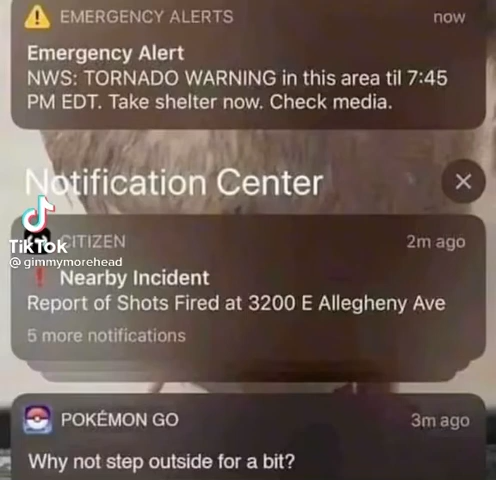 EMERGENCY ALERTS now
Emergency Alert
NWS: TORNADO WARNING in this area til 7:45
PM EDT. Take shelter now. Check media.
Notification Center
TikTok
@gimmymorehead
CITIZEN 2m ago
❗ Nearby Incident
Report of Shots Fired at 3200 E Allegheny Ave
5 more notifications
POKÉMON GO 3m ago
Why not step outside for a bit?